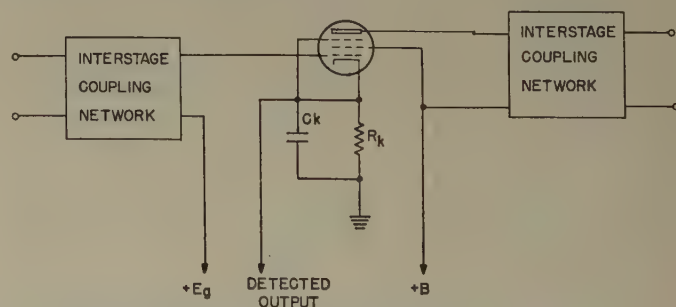 INTERSTAGE
COUPLING
NETWORK
Ck
Rk
INTERSTAGE
COUPLING
NETWORK
+Eg
DETECTED
OUTPUT
+B